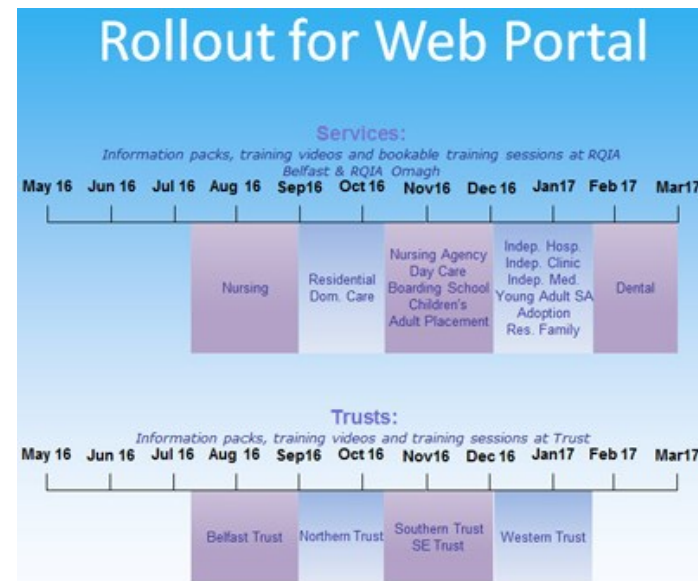 Rollout for Web Portal
Services:
Information packs, training videos and bookable training sessions at RQIA
Belfast & RQIA Omagh
May 16 Jun 16 Jul 16 Aug 16 Sep16 Oct 16 Nov16 Dec 16 Jan17 Feb 17 Mar17
Nursing
Residential
Dom. Care
Nursing Agency
Day Care
Boarding School
Children's
Adult Placement
Indep. Hosp.
Indep. Clinic
Indep. Med.
Young Adult SA
Adoption
Res. Family
Dental
Trusts:
Information packs, training videos and training sessions at Trust
May 16 Jun 16 Jul 16 Aug 16 Sep16 Oct 16 Nov16 Dec 16 Jan17 Feb 17 Mar17
Belfast Trust
Northern Trust
Southern Trust
SE Trust
Western Trust